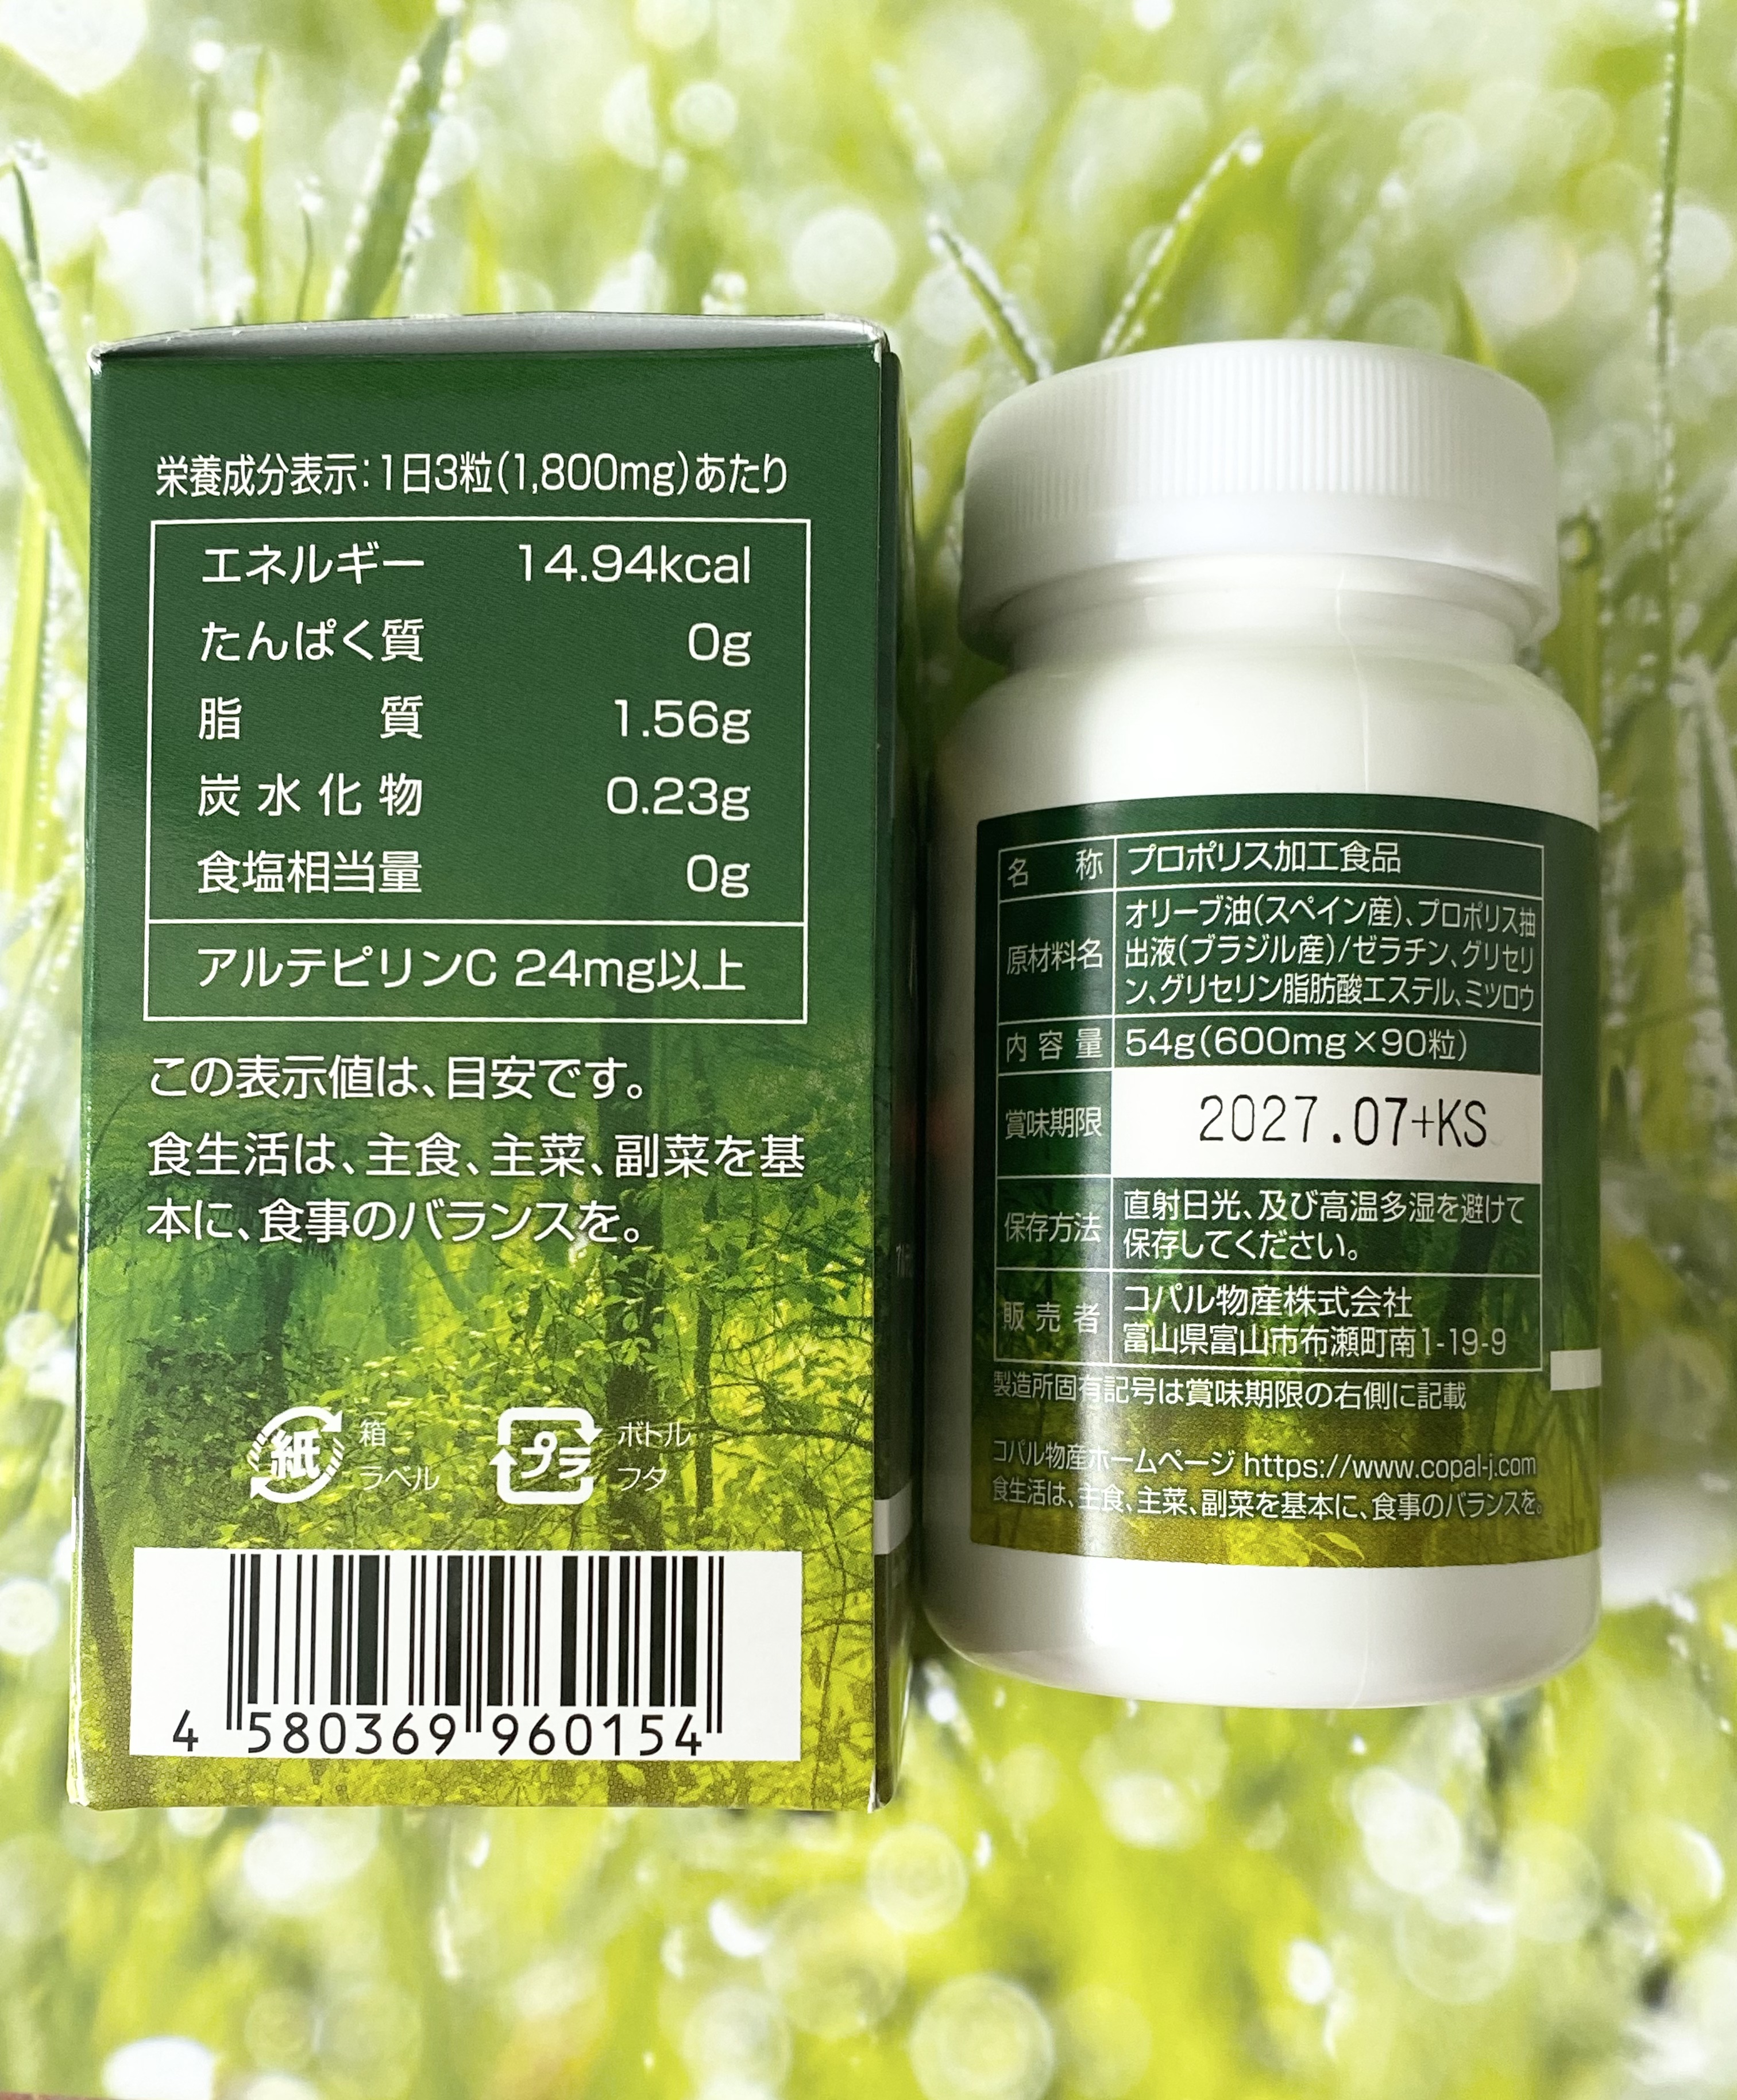 栄養成分表示:1日3粒(1,800mg)あたり
エネルギー 14.94kcal
たんぱく質 0g
脂質 1.56g
炭水化物 0.23g
食塩相当量 0g
アルテピリンC 24mg以上
この表示値は、目安です。
食生活は、主食、主菜、副菜を基
本に、食事のバランスを。
紙 箱
ラベル
プラ ボトル
フタ
4 580369 960154
名称 プロポリス加工食品
原材料名 オリーブ油(スペイン産)、プロポリス抽
出液(ブラジル産)/ゼラチン、グリセリ
ン、グリセリン脂肪酸エステル、ミツロウ
内容量 54g(600mg×90粒)
賞味期限 2027.07+KS
保存方法 直射日光、及び高温多湿を避けて
保存してください。
販売者 コパル物産株式会社
富山県富山市布瀬町南1-19-9
製造所固有記号は賞味期限の右側に記載
コパル物産ホームページ https://www.copal-j.com
食生活は、主食、主菜、副菜を基本に、食事のバランスを。